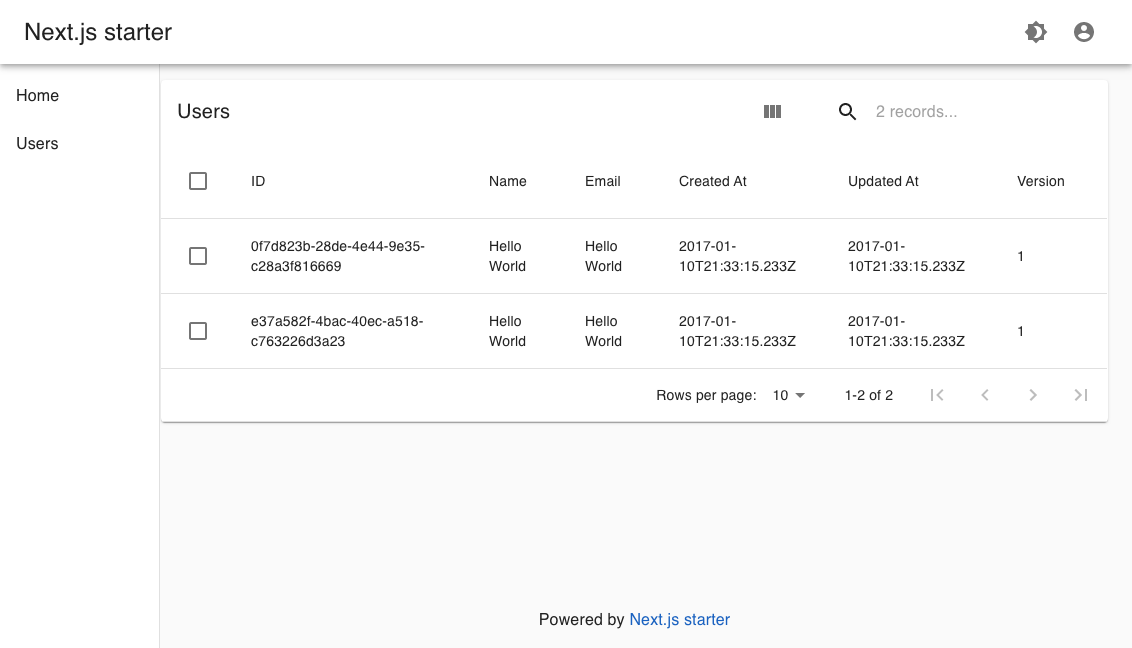 Next.js starter
Home
Users
Users
2 records...
ID Name Email Created At Updated At Version
0f7d823b-28de-4e44-9e35- Hello Hello 2017-01- 2017-01- 1
c28a3f816669 World World 10T21:33:15.233Z 10T21:33:15.233Z
e37a582f-4bac-40ec-a518- Hello Hello 2017-01- 2017-01- 1
c763226d3a23 World World 10T21:33:15.233Z 10T21:33:15.233Z
Rows per page: 10 1-2 of 2
Powered by Next.js starter